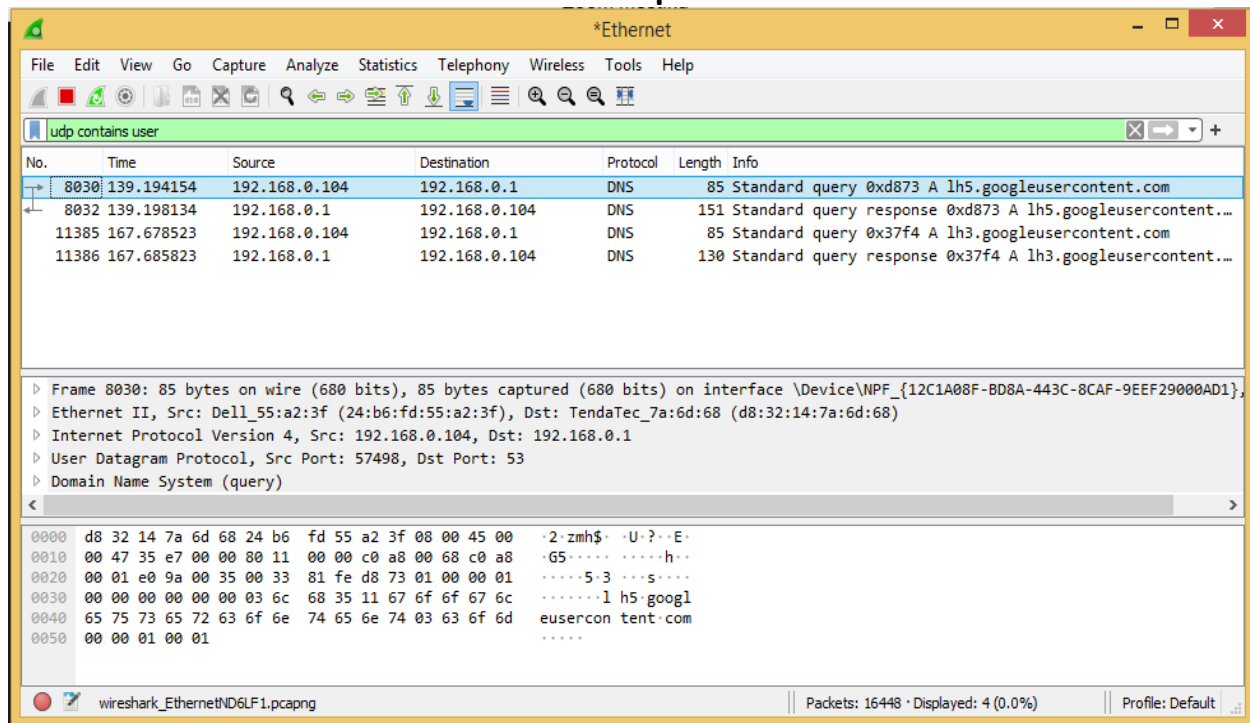 *Ethernet
File Edit View Go Capture Analyze Statistics Telephony Wireless Tools Help
udp contains user
No. Time Source Destination Protocol Length Info
8030 139.194154 192.168.0.104 192.168.0.1 DNS 85 Standard query 0xd873 A lh5.googleusercontent.com
8032 139.198134 192.168.0.1 192.168.0.104 DNS 151 Standard query response 0xd873 A lh5.googleusercontent.…
11385 167.678523 192.168.0.104 192.168.0.1 DNS 85 Standard query 0x37f4 A lh3.googleusercontent.com
11386 167.685823 192.168.0.1 192.168.0.104 DNS 130 Standard query response 0x37f4 A lh3.googleusercontent.…
Frame 8030: 85 bytes on wire (680 bits), 85 bytes captured (680 bits) on interface \Device\NPF_{12C1A08F-BD8A-443C-8CAF-9EEF29000AD1},
Ethernet II, Src: Dell_55:a2:3f (24:b6:fd:55:a2:3f), Dst: TendaTec_7a:6d:68 (d8:32:14:7a:6d:68)
Internet Protocol Version 4, Src: 192.168.0.104, Dst: 192.168.0.1
User Datagram Protocol, Src Port: 57498, Dst Port: 53
Domain Name System (query)
0000 d8 32 14 7a 6d 68 24 b6 fd 55 a2 3f 08 00 45 00 ·2·zmh$· ·U·?··E·
0010 00 47 35 e7 00 00 80 11 00 00 c0 a8 00 68 c0 a8 ·G5····· ·····h··
0020 00 01 e0 9a 00 35 00 33 81 fe d8 73 01 00 00 01 ·····5·3 ···s····
0030 00 00 00 00 00 00 03 6c 68 35 11 67 6f 6f 67 6c ·······l h5·googl
0040 65 75 73 65 72 63 6f 6e 74 65 6e 74 03 63 6f 6d eusercon tent·com
0050 00 00 01 00 01 ·····
wireshark_EthernetND6LF1.pcapng Packets: 16448 · Displayed: 4 (0.0%) Profile: Default